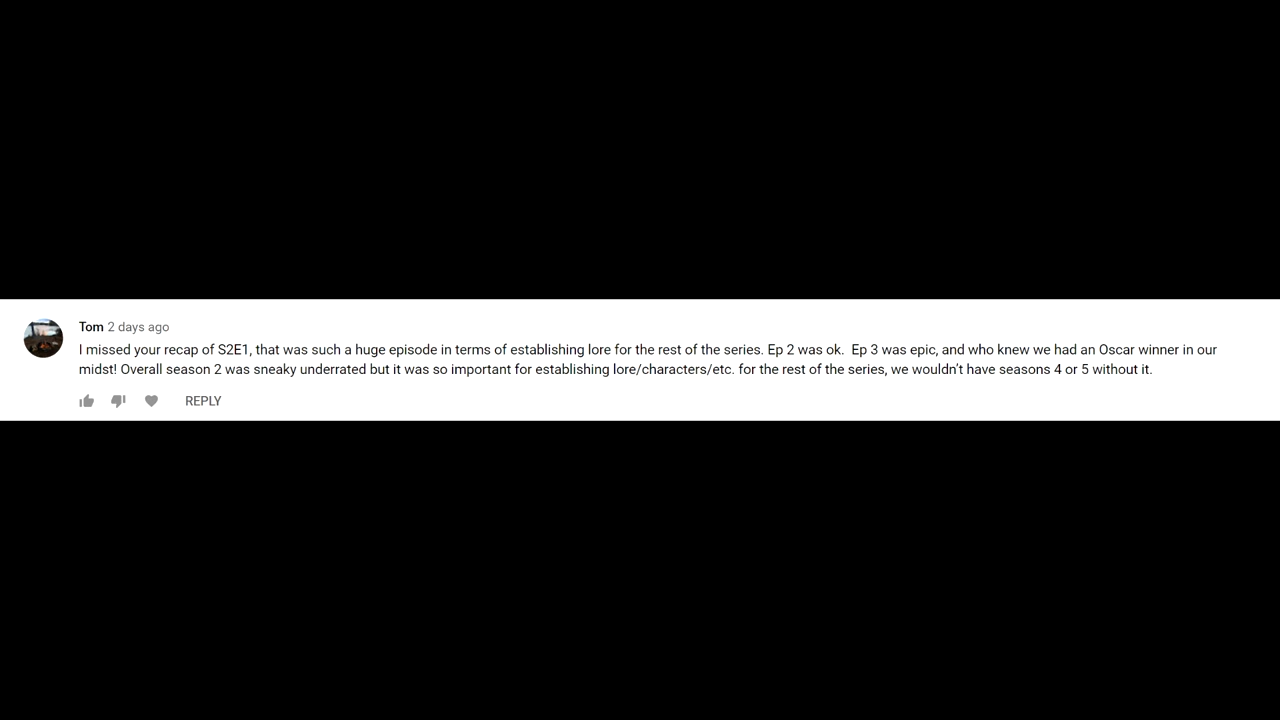 Tom 2 days ago
I missed your recap of S2E1, that was such a huge episode in terms of establishing lore for the rest of the series. Ep 2 was ok.  Ep 3 was epic, and who knew we had an Oscar winner in our
midst! Overall season 2 was sneaky underrated but it was so important for establishing lore/characters/etc. for the rest of the series, we wouldn’t have seasons 4 or 5 without it.
REPLY